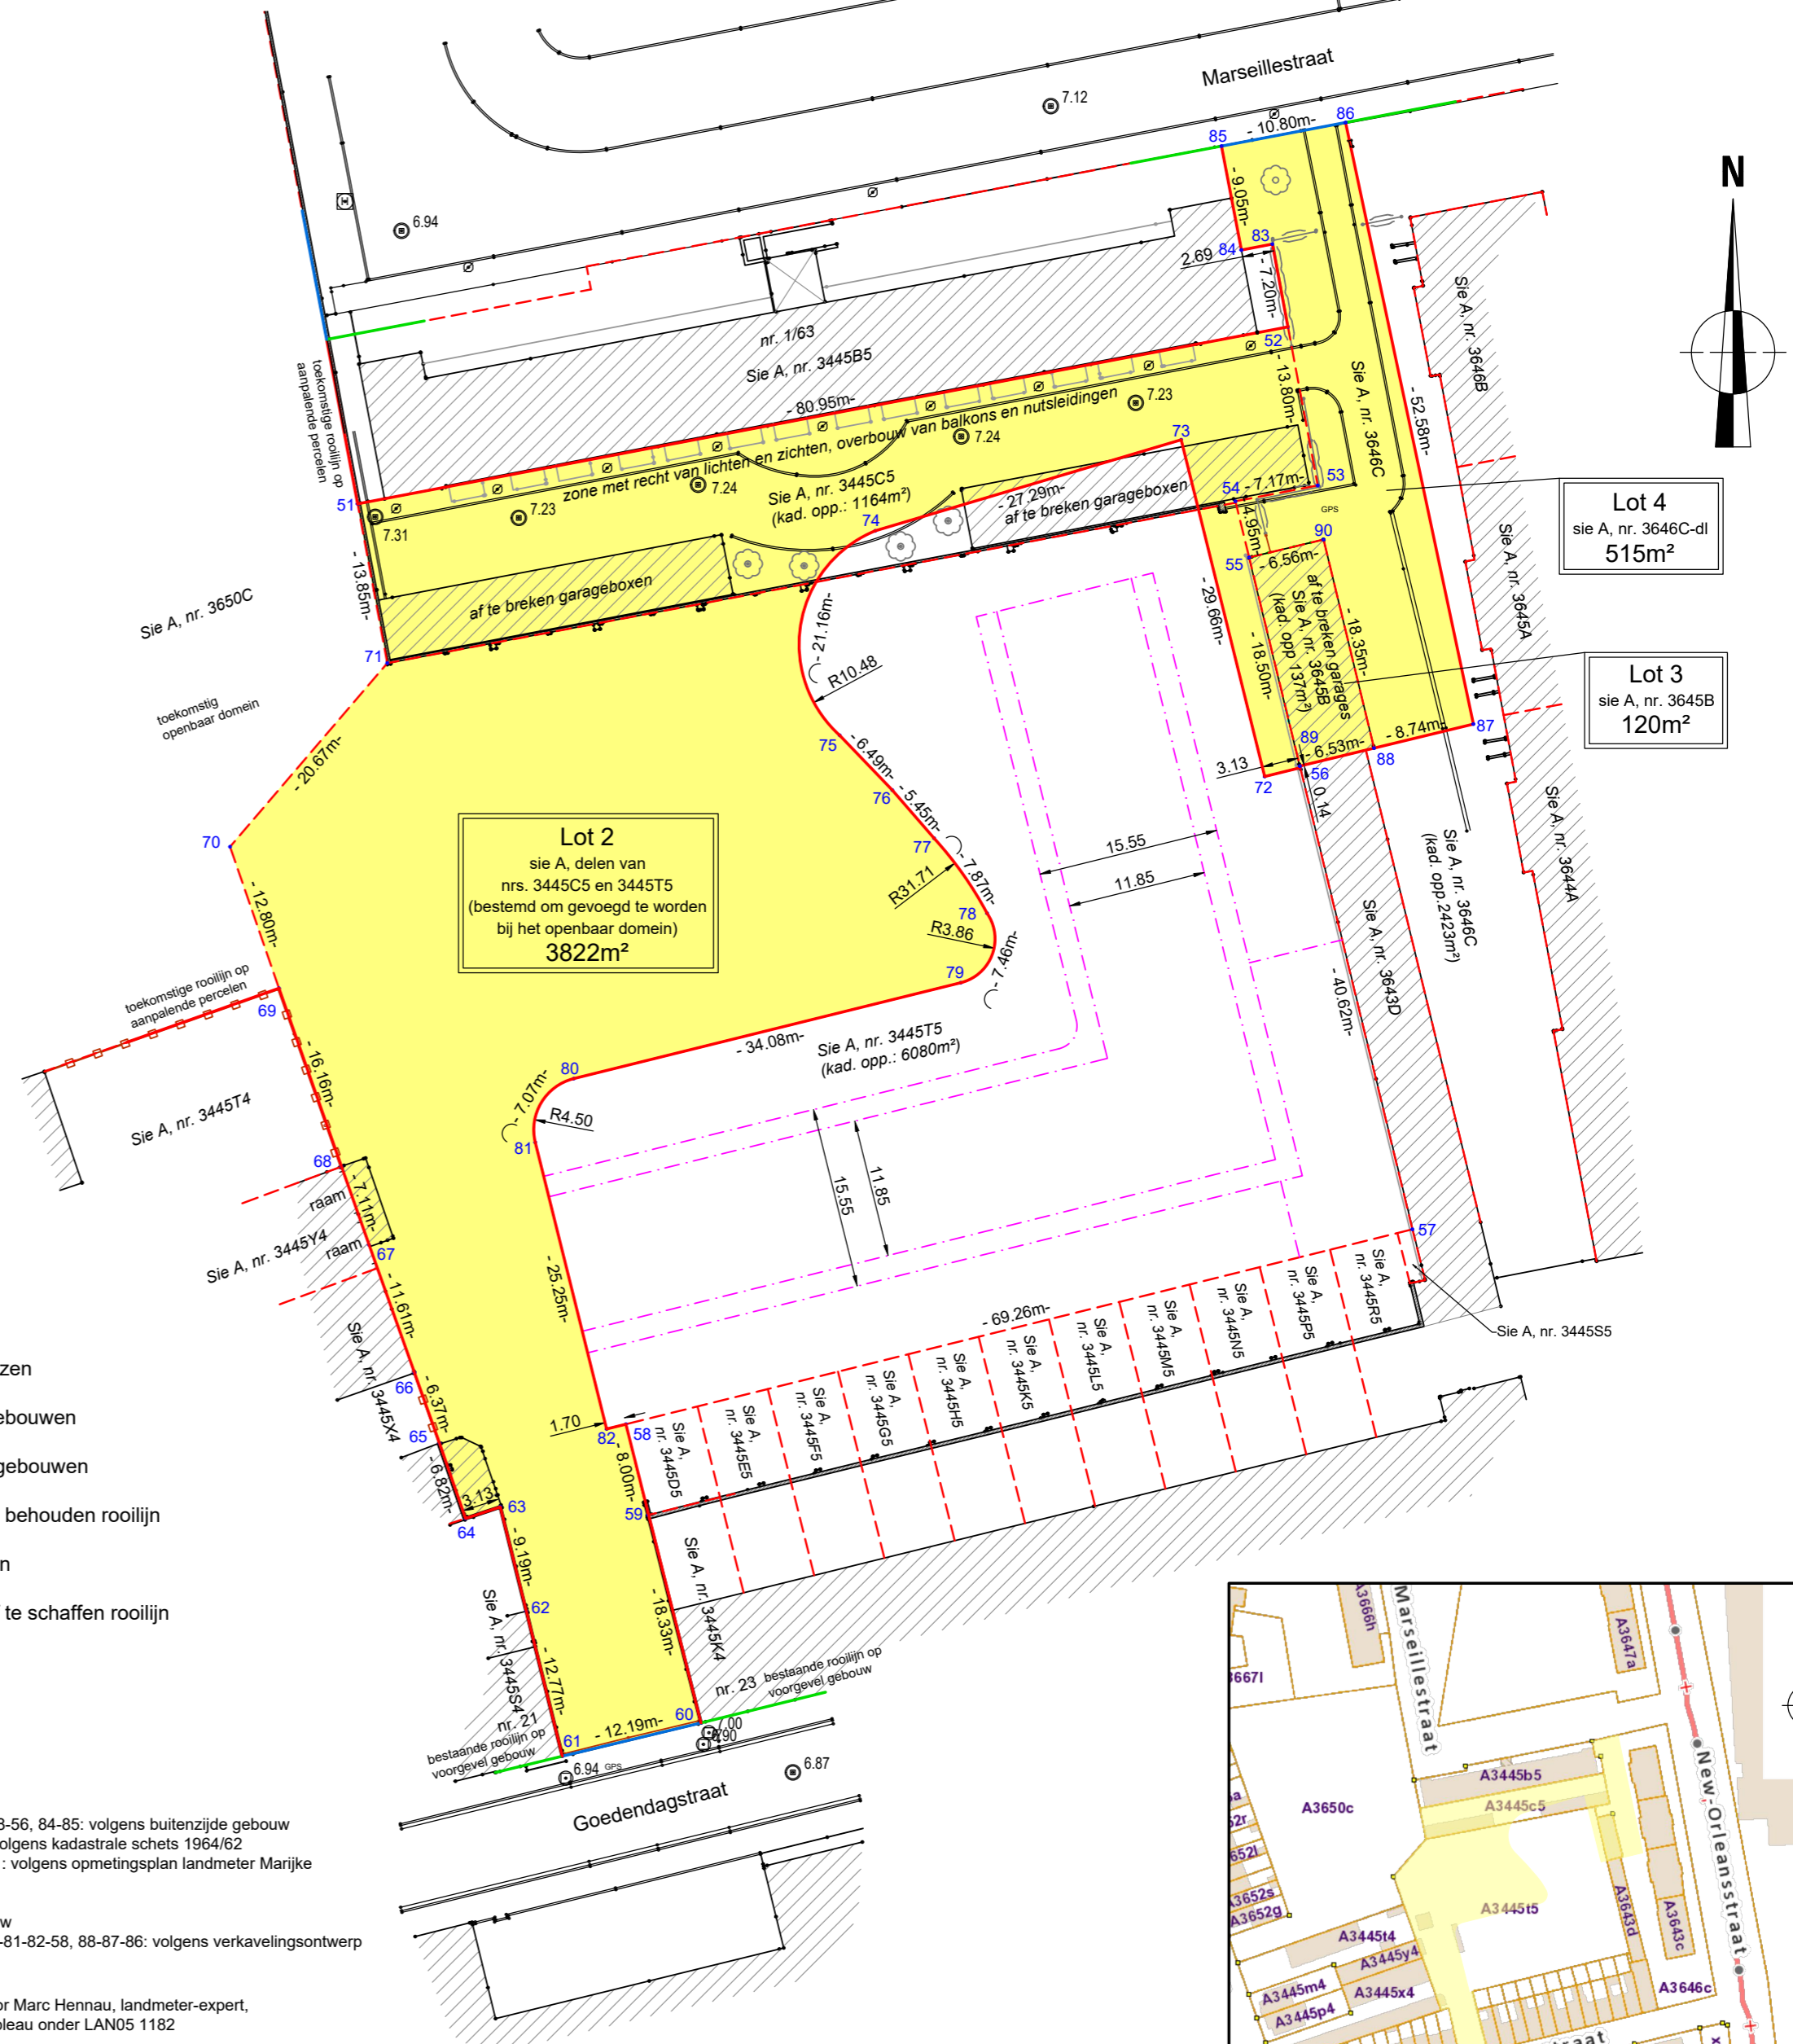 Marseillestraat
7.12
86
- 10.80m-
85
N
6.94
- 9.05m-
83
84
2.69
- 7.20m-
Sie A, nr. 3646B
nr. 1/63
52
Sie A, nr. 3445B5
toekomstige rooilijn op
aanpalende percelen
- 13.80m-
Sie A, nr. 3646C
- 52.58m-
- 80.95m-
7.23
7.24
zone met recht van lichten en zichten, overbouw van balkons en nutsleidingen
73
51
7.31
7.23
7.24
Sie A, nr. 3445C5
(kad. opp.: 1164m²)
- 27.29m-
af te breken garageboxen
- 7.17m-
53
54
GPS
Lot 4
sie A, nr. 3646C-dl
515m²
74
- 4.95m-
90
- 13.85m-
55
- 6.56m-
Sie A, nr. 3645A
af te breken garageboxen
Sie A, nr. 3650C
- 21.16m-
- 29.66m-
af te breken garages
Sie A, nr. 3645B
(kad. opp 137m²)
- 18.35m-
- 18.50m-
71
R10.48
Lot 3
sie A, nr. 3645B
120m²
toekomstig
openbaar domein
- 20.67m-
75
- 6.49m-
89
- 6.53m-
- 8.74m-
87
88
3.13
72
56
0.14
76
- 5.45m-
70
Lot 2
sie A, delen van
nrs. 3445C5 en 3445T5
(bestemd om gevoegd te worden
bij het openbaar domein)
3822m²
77
- 7.87m-
R31.71
15.55
11.85
Sie A, nr. 3646C
(kad. opp.2423m²)
Sie A, nr. 3644A
- 12.80m-
78
R3.86
- 7.46m-
Sie A, nr. 3643D
79
toekomstige rooilijn op
aanpalende percelen
69
- 40.62m-
- 34.08m-
Sie A, nr. 3445T5
(kad. opp.: 6080m²)
- 16.16m-
80
- 7.07m-
R4.50
Sie A, nr. 3445T4
81
68
15.55
11.85
raam
- 7.11m-
raam
67
Sie A, nr. 3445Y4
57
- 11.61m-
- 25.25m-
Sie A, nr. 3445X4
- 69.26m-
Sie A,
nr. 3445R5
Sie A,
nr. 3445P5
Sie A,
nr. 3445N5
Sie A,
nr. 3445M5
Sie A,
nr. 3445L5
Sie A,
nr. 3445K5
Sie A,
nr. 3445H5
Sie A,
nr. 3445G5
Sie A,
nr. 3445F5
Sie A,
nr. 3445E5
Sie A,
nr. 3445D5
Sie A, nr. 3445S5
zen
66
- 6.37m-
ebouwen
65
1.70
82
58
gebouwen
- 6.82m-
- 8.00m-
3.13
63
behouden rooilijn
64
59
- 9.19m-
n
Sie A, nr. 3445K4
te schaffen rooilijn
62
Sie A, nr. 3445S4
- 18.33m-
- 12.77m-
nr. 23
bestaande rooilijn op
voorgevel gebouw
nr. 21
60
- 12.19m-
61
7.00
6.90
bestaande rooilijn op
voorgevel gebouw
6.94
GPS
6.87
Goedendagstraat
3-56, 84-85: volgens buitenzijde gebouw
olgens kadastrale schets 1964/62
: volgens opmetingsplan landmeter Marijke
w
-81-82-58, 88-87-86: volgens verkavelingsontwerp
or Marc Hennau, landmeter-expert,
bleau onder LAN05 1182
A3666h
Marseillestraat
A3647a
3667l
A3445b5
A3650c
A3445c5
New-Orleansstraat
A3652s
A3652g
A3445t5
A3643d
A3643c
A3445t4
A3445y4
A3445m4
A3445x4
A3445p4
A3646c
straat